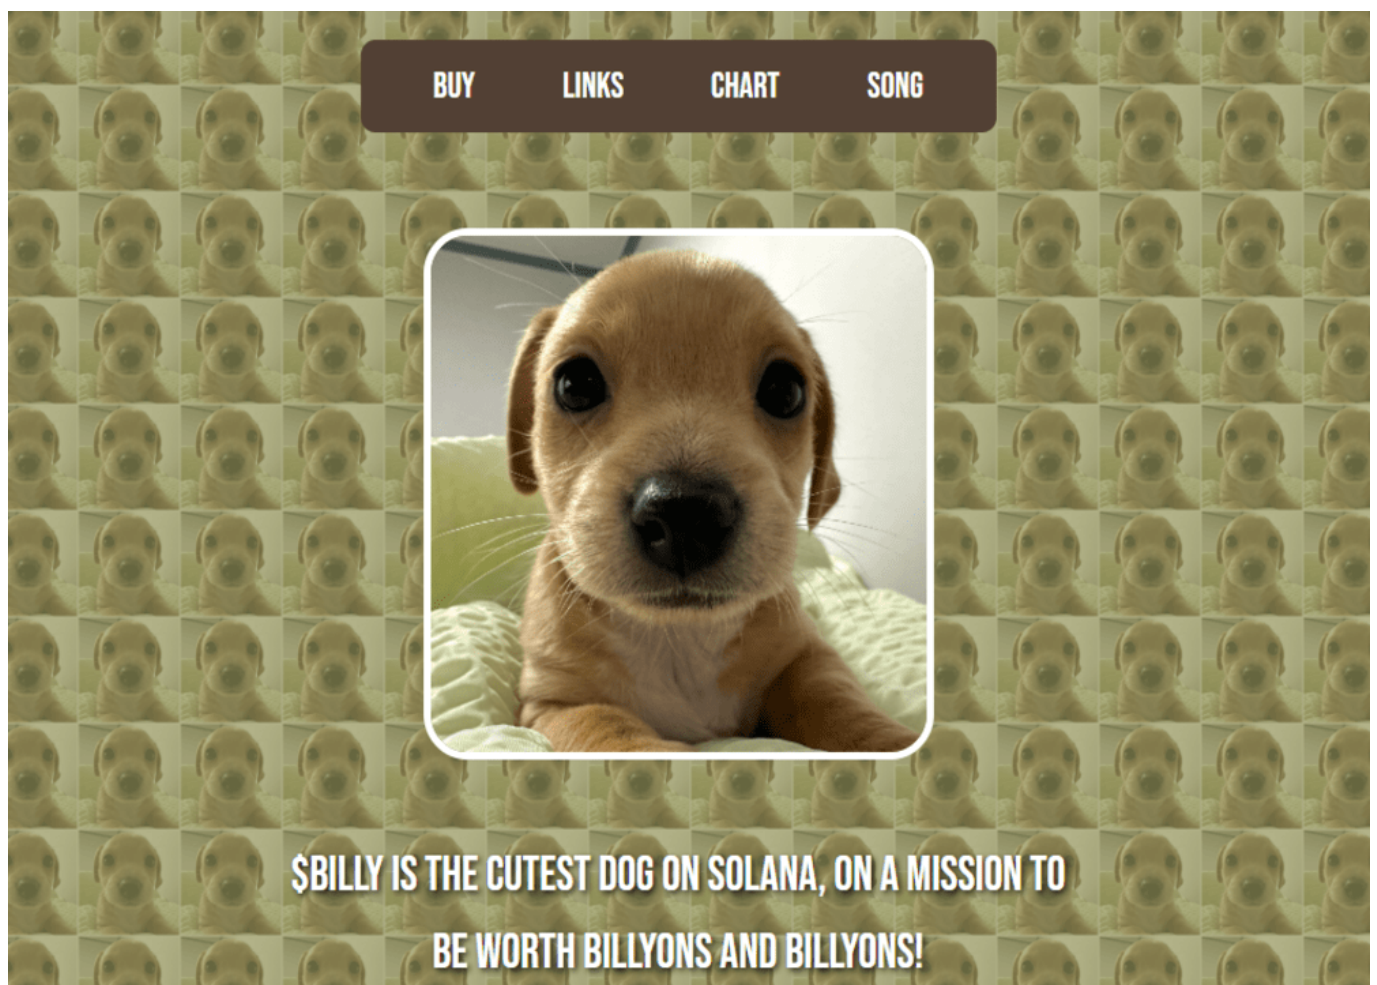 BUY LINKS CHART SONG
$BILLY IS THE CUTEST DOG ON SOLANA, ON A MISSION TO
BE WORTH BILLYONS AND BILLYONS!